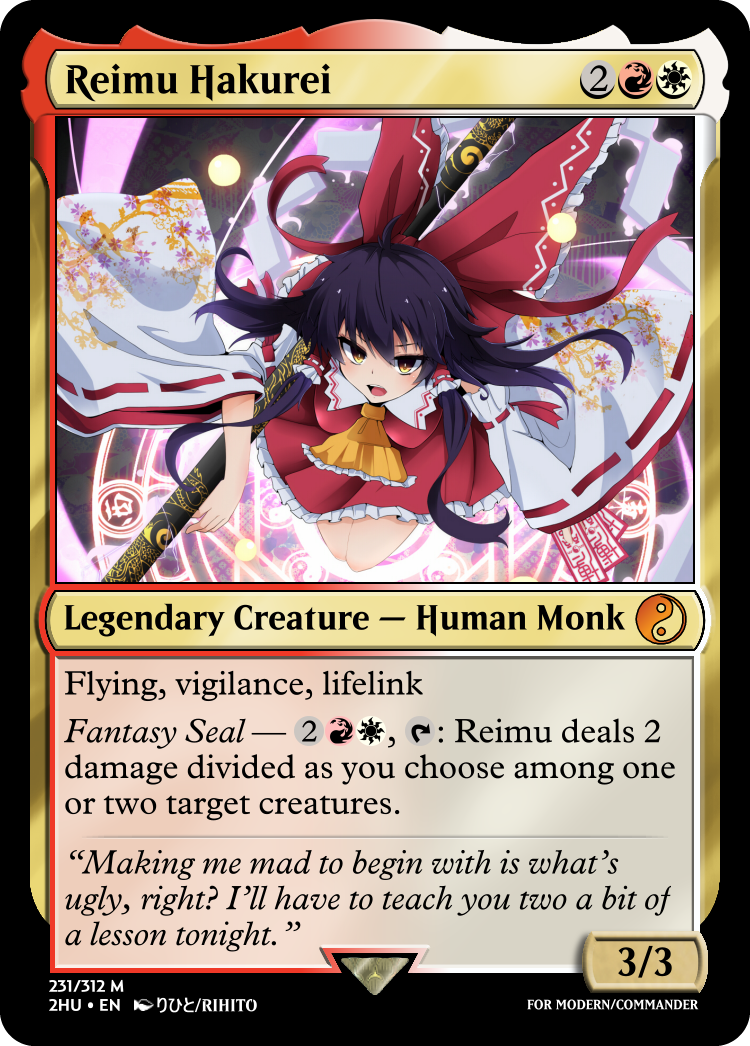 Reimu Hakurei 2
Legendary Creature — Human Monk
Flying, vigilance, lifelink
Fantasy Seal — 2 , : Reimu deals 2
damage divided as you choose among one
or two target creatures.
“Making me mad to begin with is what’s
ugly, right? I’ll have to teach you two a bit of
a lesson tonight.”
3/3
231/312 M
2HU • EN りひと/RIHITO
FOR MODERN/COMMANDER